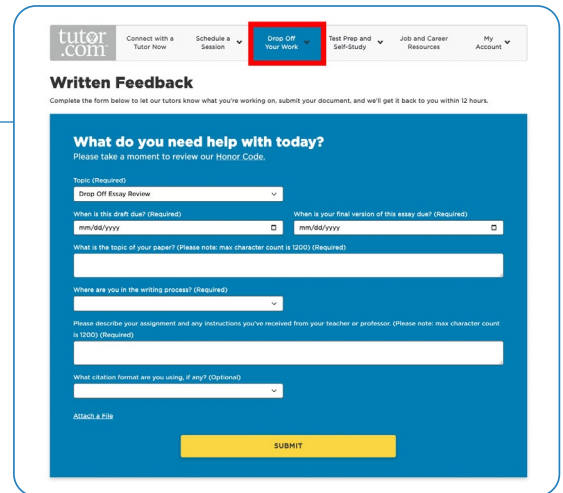 tutor
.com
Connect with a
Tutor Now
Schedule a
Session
Drop Off
Your Work
Test Prep and
Self-Study
Job and Career
Resources
My
Account
Written Feedback
Complete the form below to let our tutors know what you're working on, submit your document, and we'll get it back to you within 12 hours.
What do you need help with today?
Please take a moment to review our Honor Code.
Topic (Required)
Drop Off Essay Review
When is this draft due? (Required)
When is your final version of this essay due? (Required)
mm/dd/yyyy
mm/dd/yyyy
What is the topic of your paper? (Please note: max character count is 1200) (Required)
Where are you in the writing process? (Required)
Please describe your assignment and any instructions you've received from your teacher or professor. (Please note: max character count
is 1200) (Required)
What citation format are you using, if any? (Optional)
Attach a File
SUBMIT